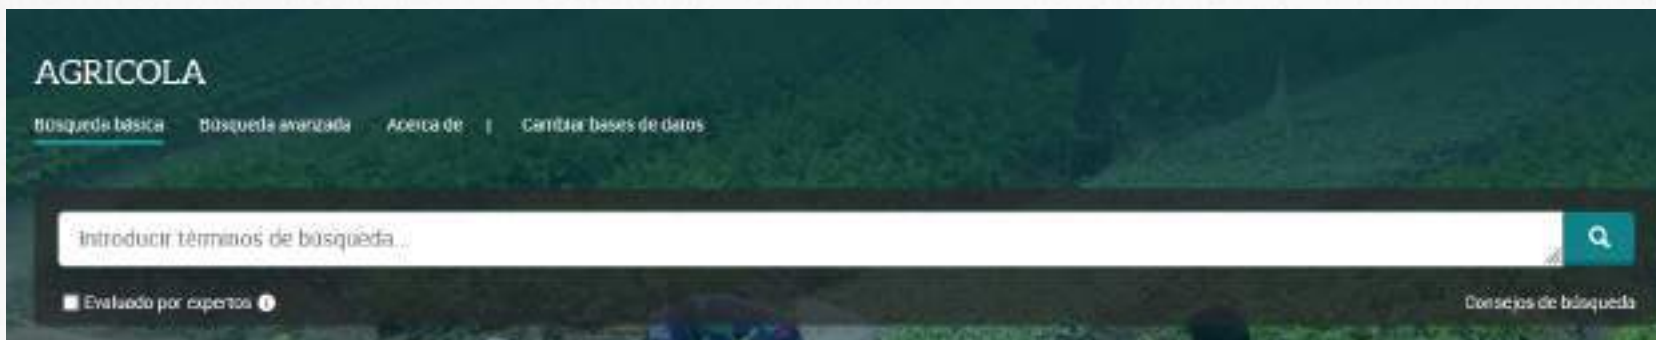 AGRICOLA
Búsqueda básica Búsqueda avanzada Acerca de | Cambiar bases de datos
Introducir términos de búsqueda...
Evaluado por expertos i
Consejos de búsqueda